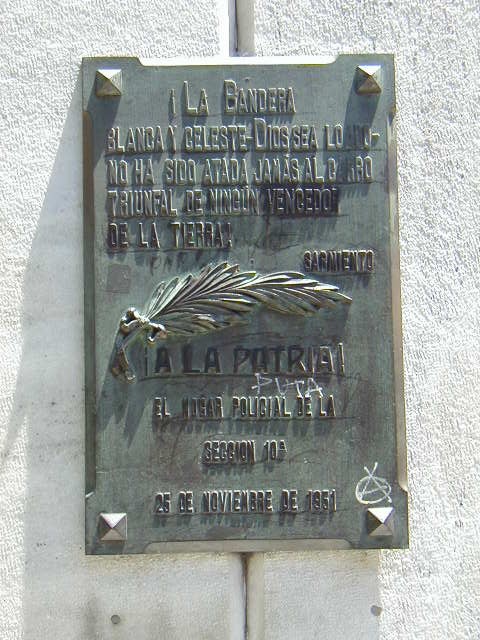 ¡LA BANDERA
BLANCA Y CELESTE-DIOS SEA LO
NO HA SIDO ATADA JAMÁS AL
TRIUNFAL DE NINGÚN VENCEDOR
DE LA TIERRA!
SARMIENTO
¡A LA PATRIA!
PUTA
EL HOGAR POLICIAL DE LA
SECCION 10ª
25 DE NOVIEMBRE DE 1951